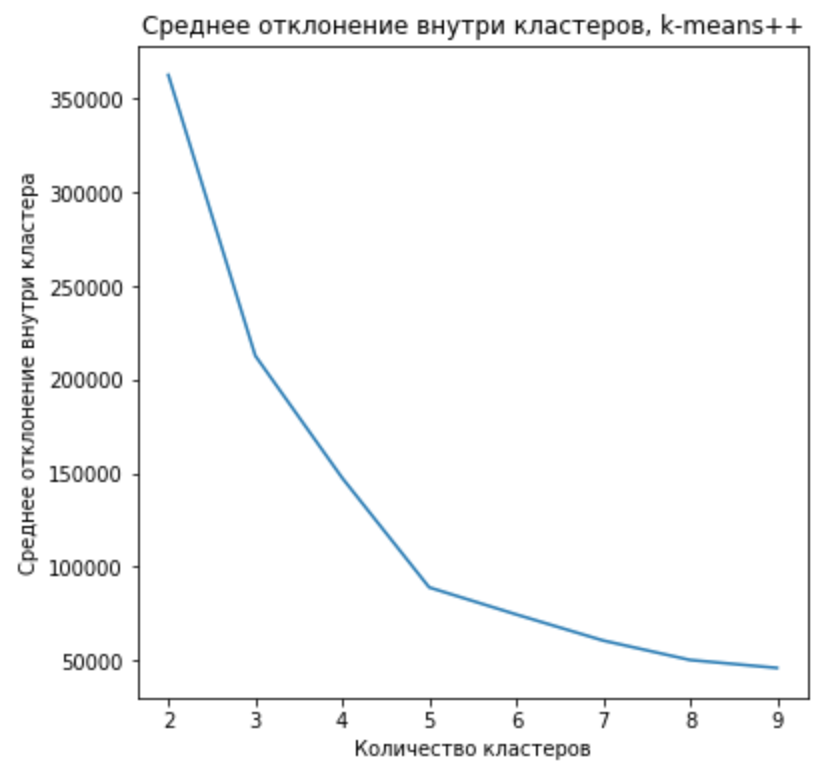 Среднее отклонение внутри кластеров, k-means++
Среднее отклонение внутри кластера
350000
300000
250000
200000
150000
100000
50000
2 3 4 5 6 7 8 9
Количество кластеров